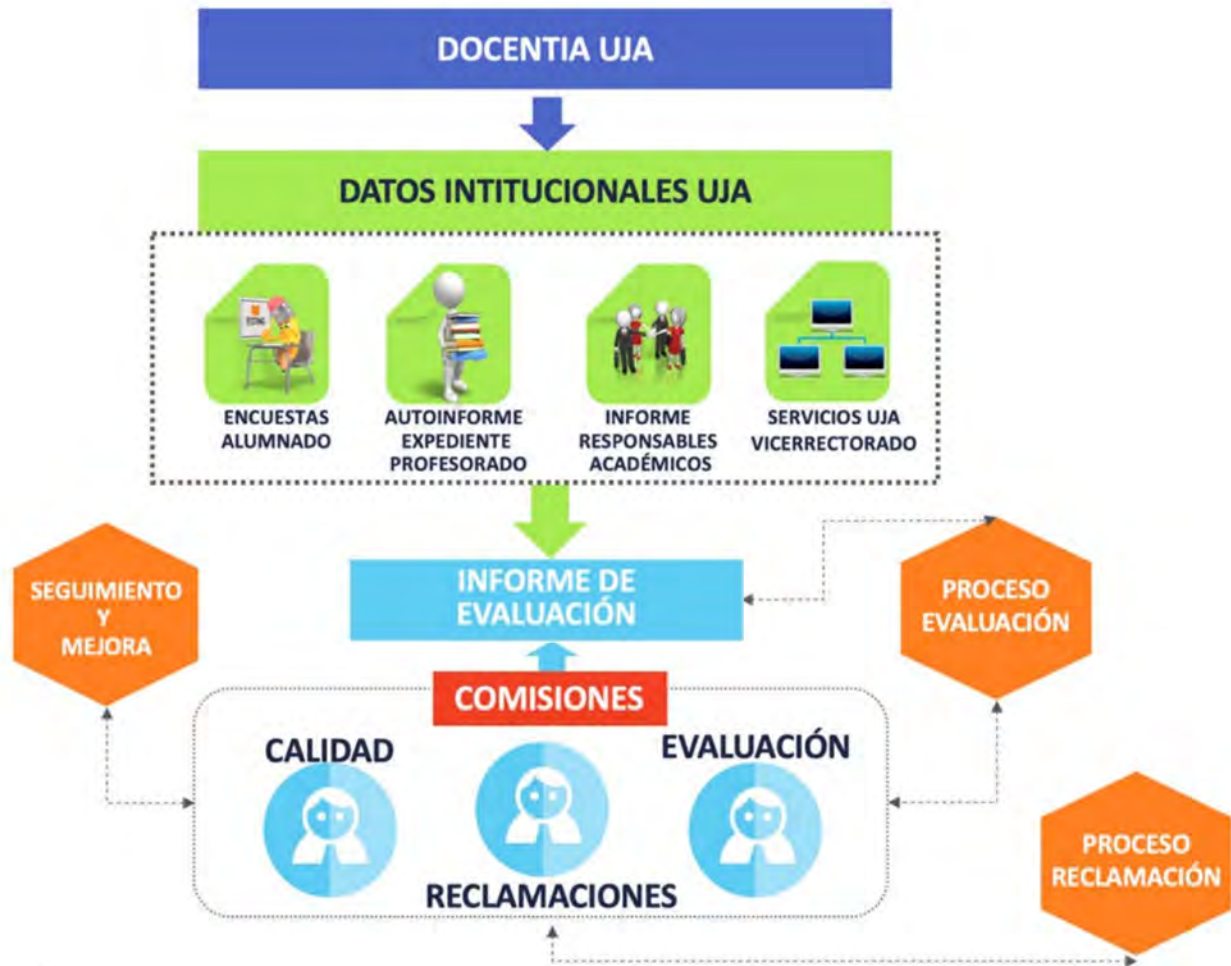 DOCENTIA UJA
DATOS INTITUCIONALES UJA
ENCUESTAS
ALUMNADO
AUTOINFORME
EXPEDIENTE
PROFESORADO
INFORME
RESPONSABLES
ACADÉMICOS
SERVICIOS UJA
VICERRECTORADO
INFORME DE
EVALUACIÓN
SEGUIMIENTO
Y
MEJORA
PROCESO
EVALUACIÓN
COMISIONES
CALIDAD
EVALUACIÓN
RECLAMACIONES
PROCESO
RECLAMACIÓN